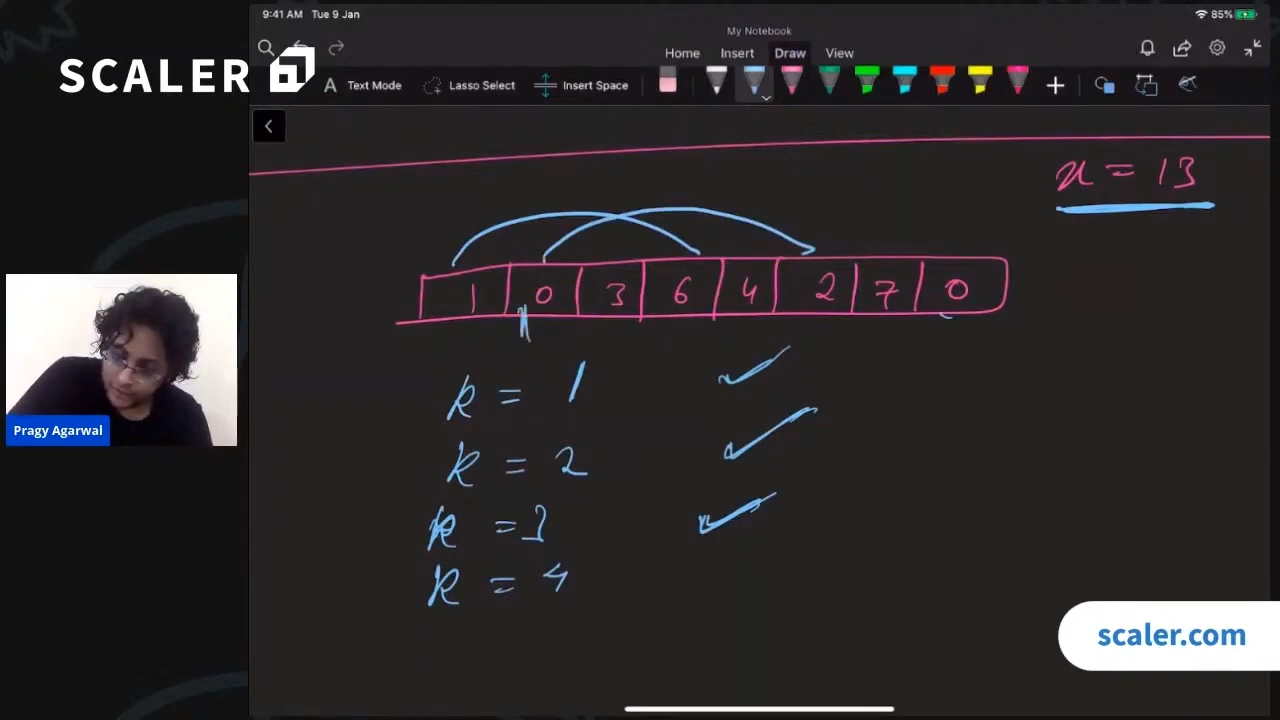 9:41 AM Tue 9 Jan
85%
My Notebook
SCALER
Home Insert Draw View
A Text Mode Lasso Select Insert Space
x = 13
1 0 3 6 4 2 7 0
k = 1
k = 2
k = 3
k = 4
Pragy Agarwal
scaler.com